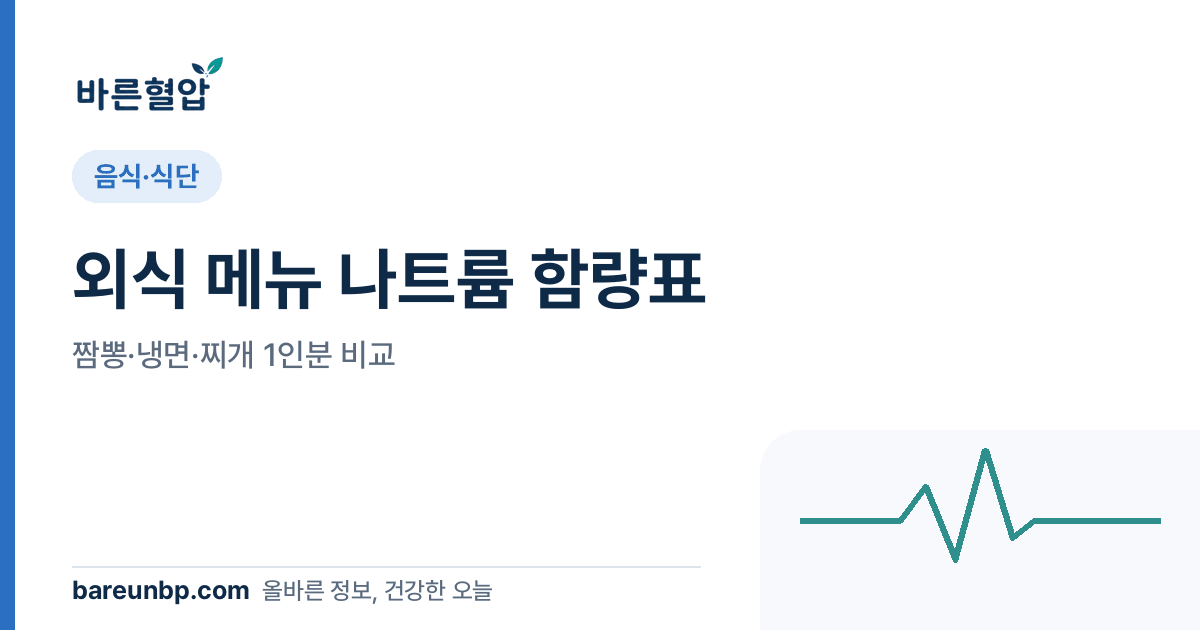 바른혈압
음식·식단
외식 메뉴 나트륨 함량표
짬뽕·냉면·찌개 1인분 비교
bareunbp.com 올바른 정보, 건강한 오늘